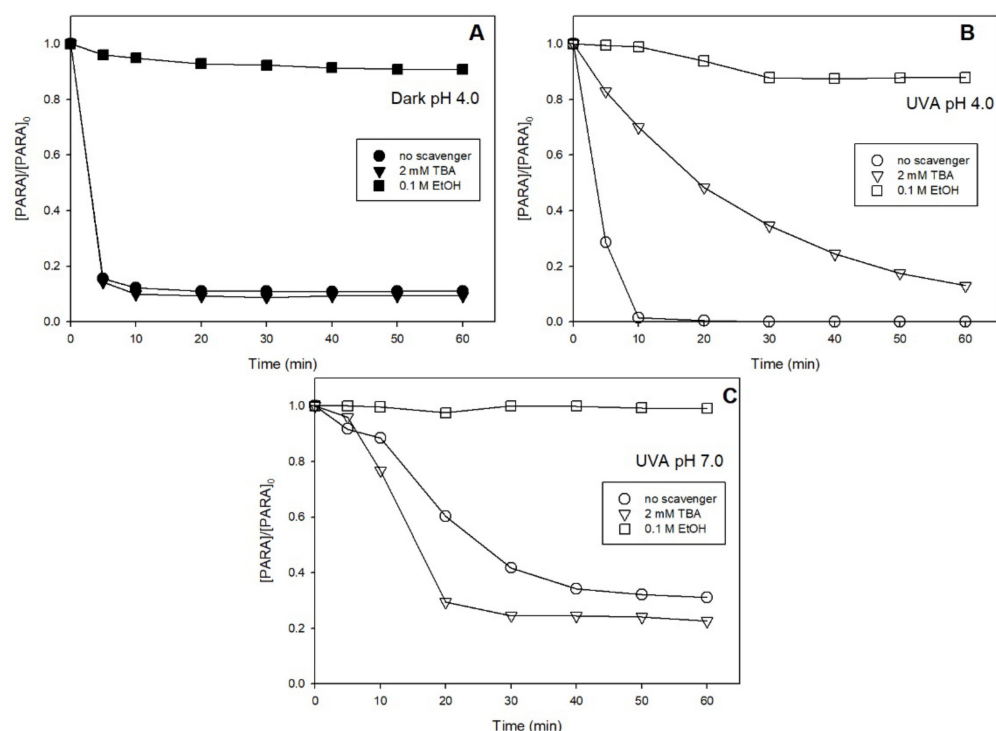 A
1.0
0.8
0.6
0.4
0.2
0.0
[PARA]/[PARA]0
Dark pH 4.0
no scavenger
2 mM TBA
0.1 M EtOH
0 10 20 30 40 50 60
Time (min)
B
1.0
0.8
0.6
0.4
0.2
0.0
[PARA]/[PARA]0
UVA pH 4.0
no scavenger
2 mM TBA
0.1 M EtOH
0 10 20 30 40 50 60
Time (min)
C
1.0
0.8
0.6
0.4
0.2
0.0
[PARA]/[PARA]0
UVA pH 7.0
no scavenger
2 mM TBA
0.1 M EtOH
0 10 20 30 40 50 60
Time (min)